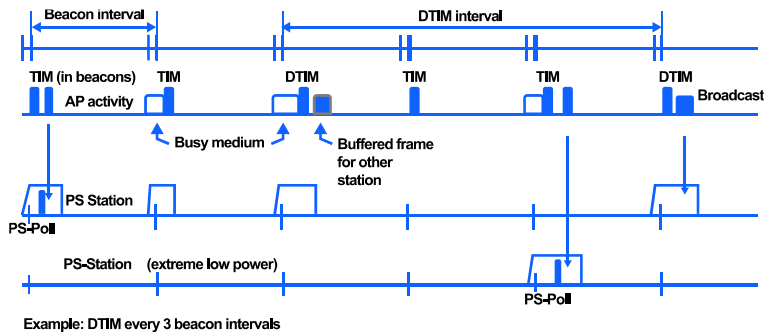 Beacon interval
DTIM interval
TIM (in beacons)
TIM
DTIM
TIM
TIM
DTIM
AP activity
Broadcast
Busy medium
Buffered frame
for other
station
PS Station
PS-Poll
PS-Station (extreme low power)
PS-Poll
Example: DTIM every 3 beacon intervals